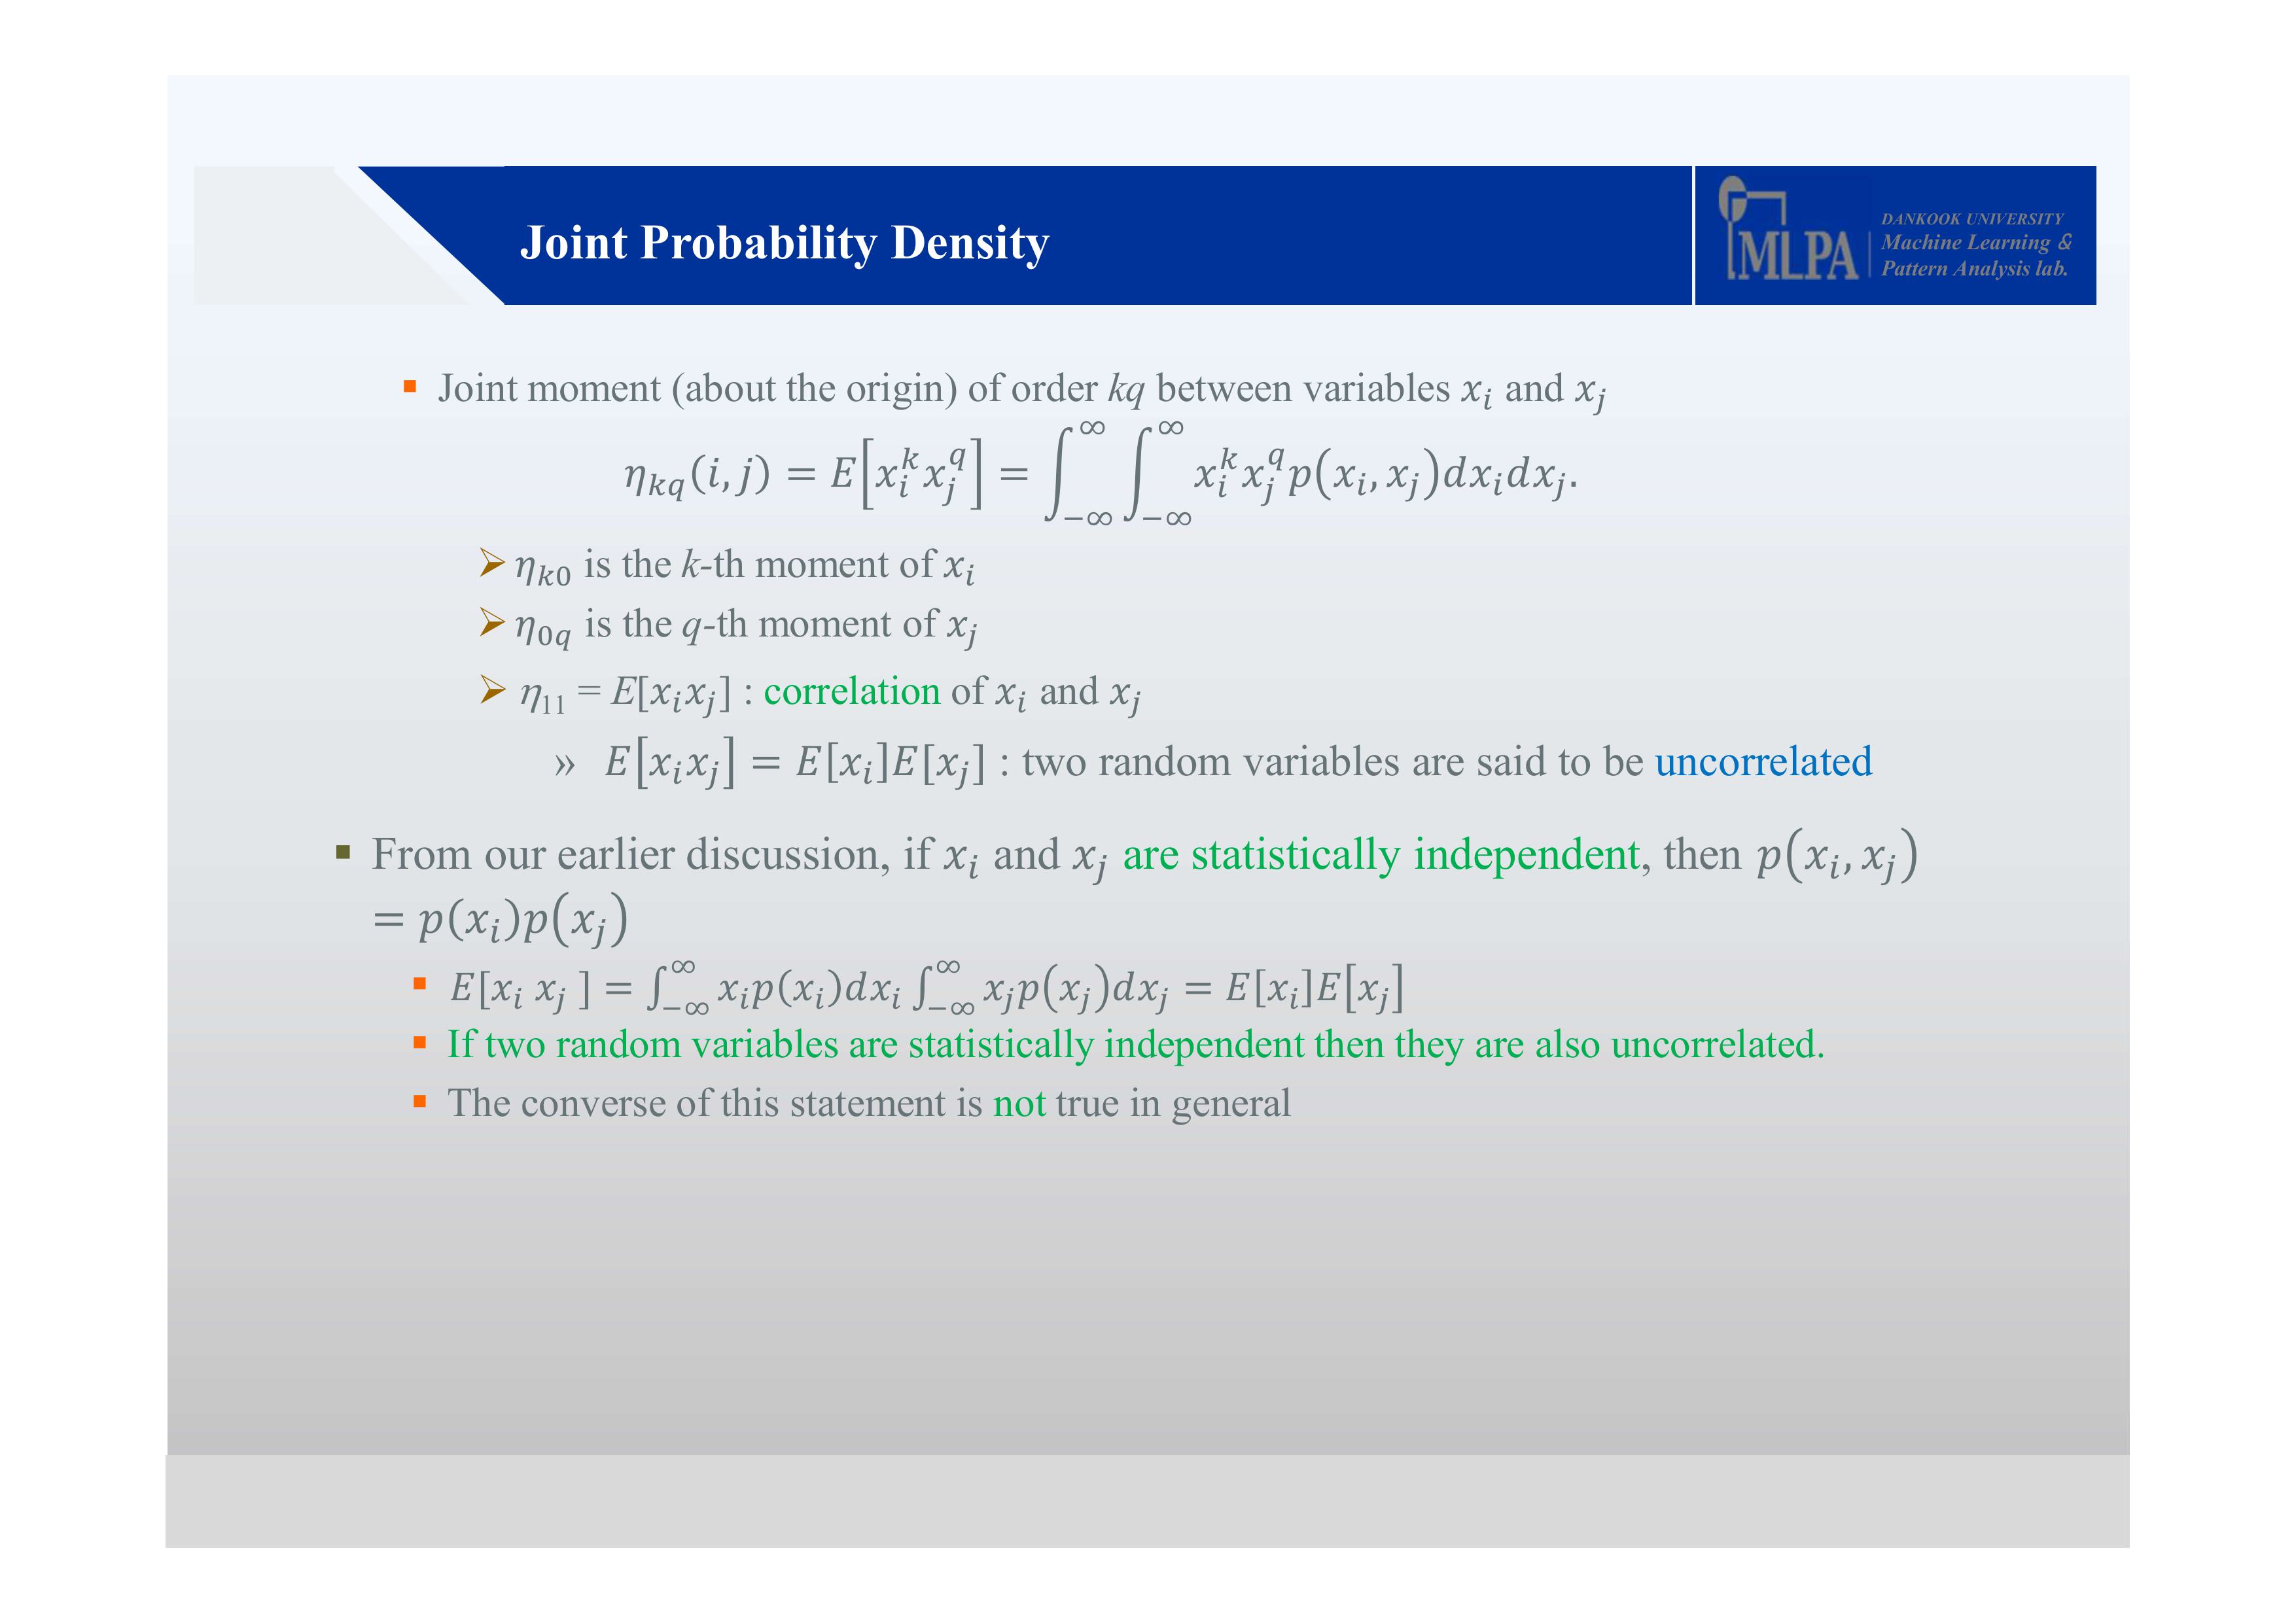 Joint Probability Density
MLPA
DANKOOK UNIVERSITY
Machine Learning &
Pattern Analysis lab.
▪ Joint moment (about the origin) of order kq between variables $x_i$ and $x_j$
$\eta_{kq}(i,j) = E\left[x_i^k x_j^q\right] = \int_{-\infty}^{\infty} \int_{-\infty}^{\infty} x_i^k x_j^q p(x_i, x_j) dx_i dx_j.$
➢ $\eta_{k0}$ is the k-th moment of $x_i$
➢ $\eta_{0q}$ is the q-th moment of $x_j$
➢ $\eta_{11} = E[x_i x_j]$ : correlation of $x_i$ and $x_j$
» $E[x_i x_j] = E[x_i]E[x_j]$ : two random variables are said to be uncorrelated
▪ From our earlier discussion, if $x_i$ and $x_j$ are statistically independent, then $p(x_i, x_j)$
$= p(x_i)p(x_j)$
▪ $E[x_i \, x_j \,] = \int_{-\infty}^{\infty} x_i p(x_i) dx_i \int_{-\infty}^{\infty} x_j p(x_j) dx_j = E[x_i]E[x_j]$
▪ If two random variables are statistically independent then they are also uncorrelated.
▪ The converse of this statement is not true in general